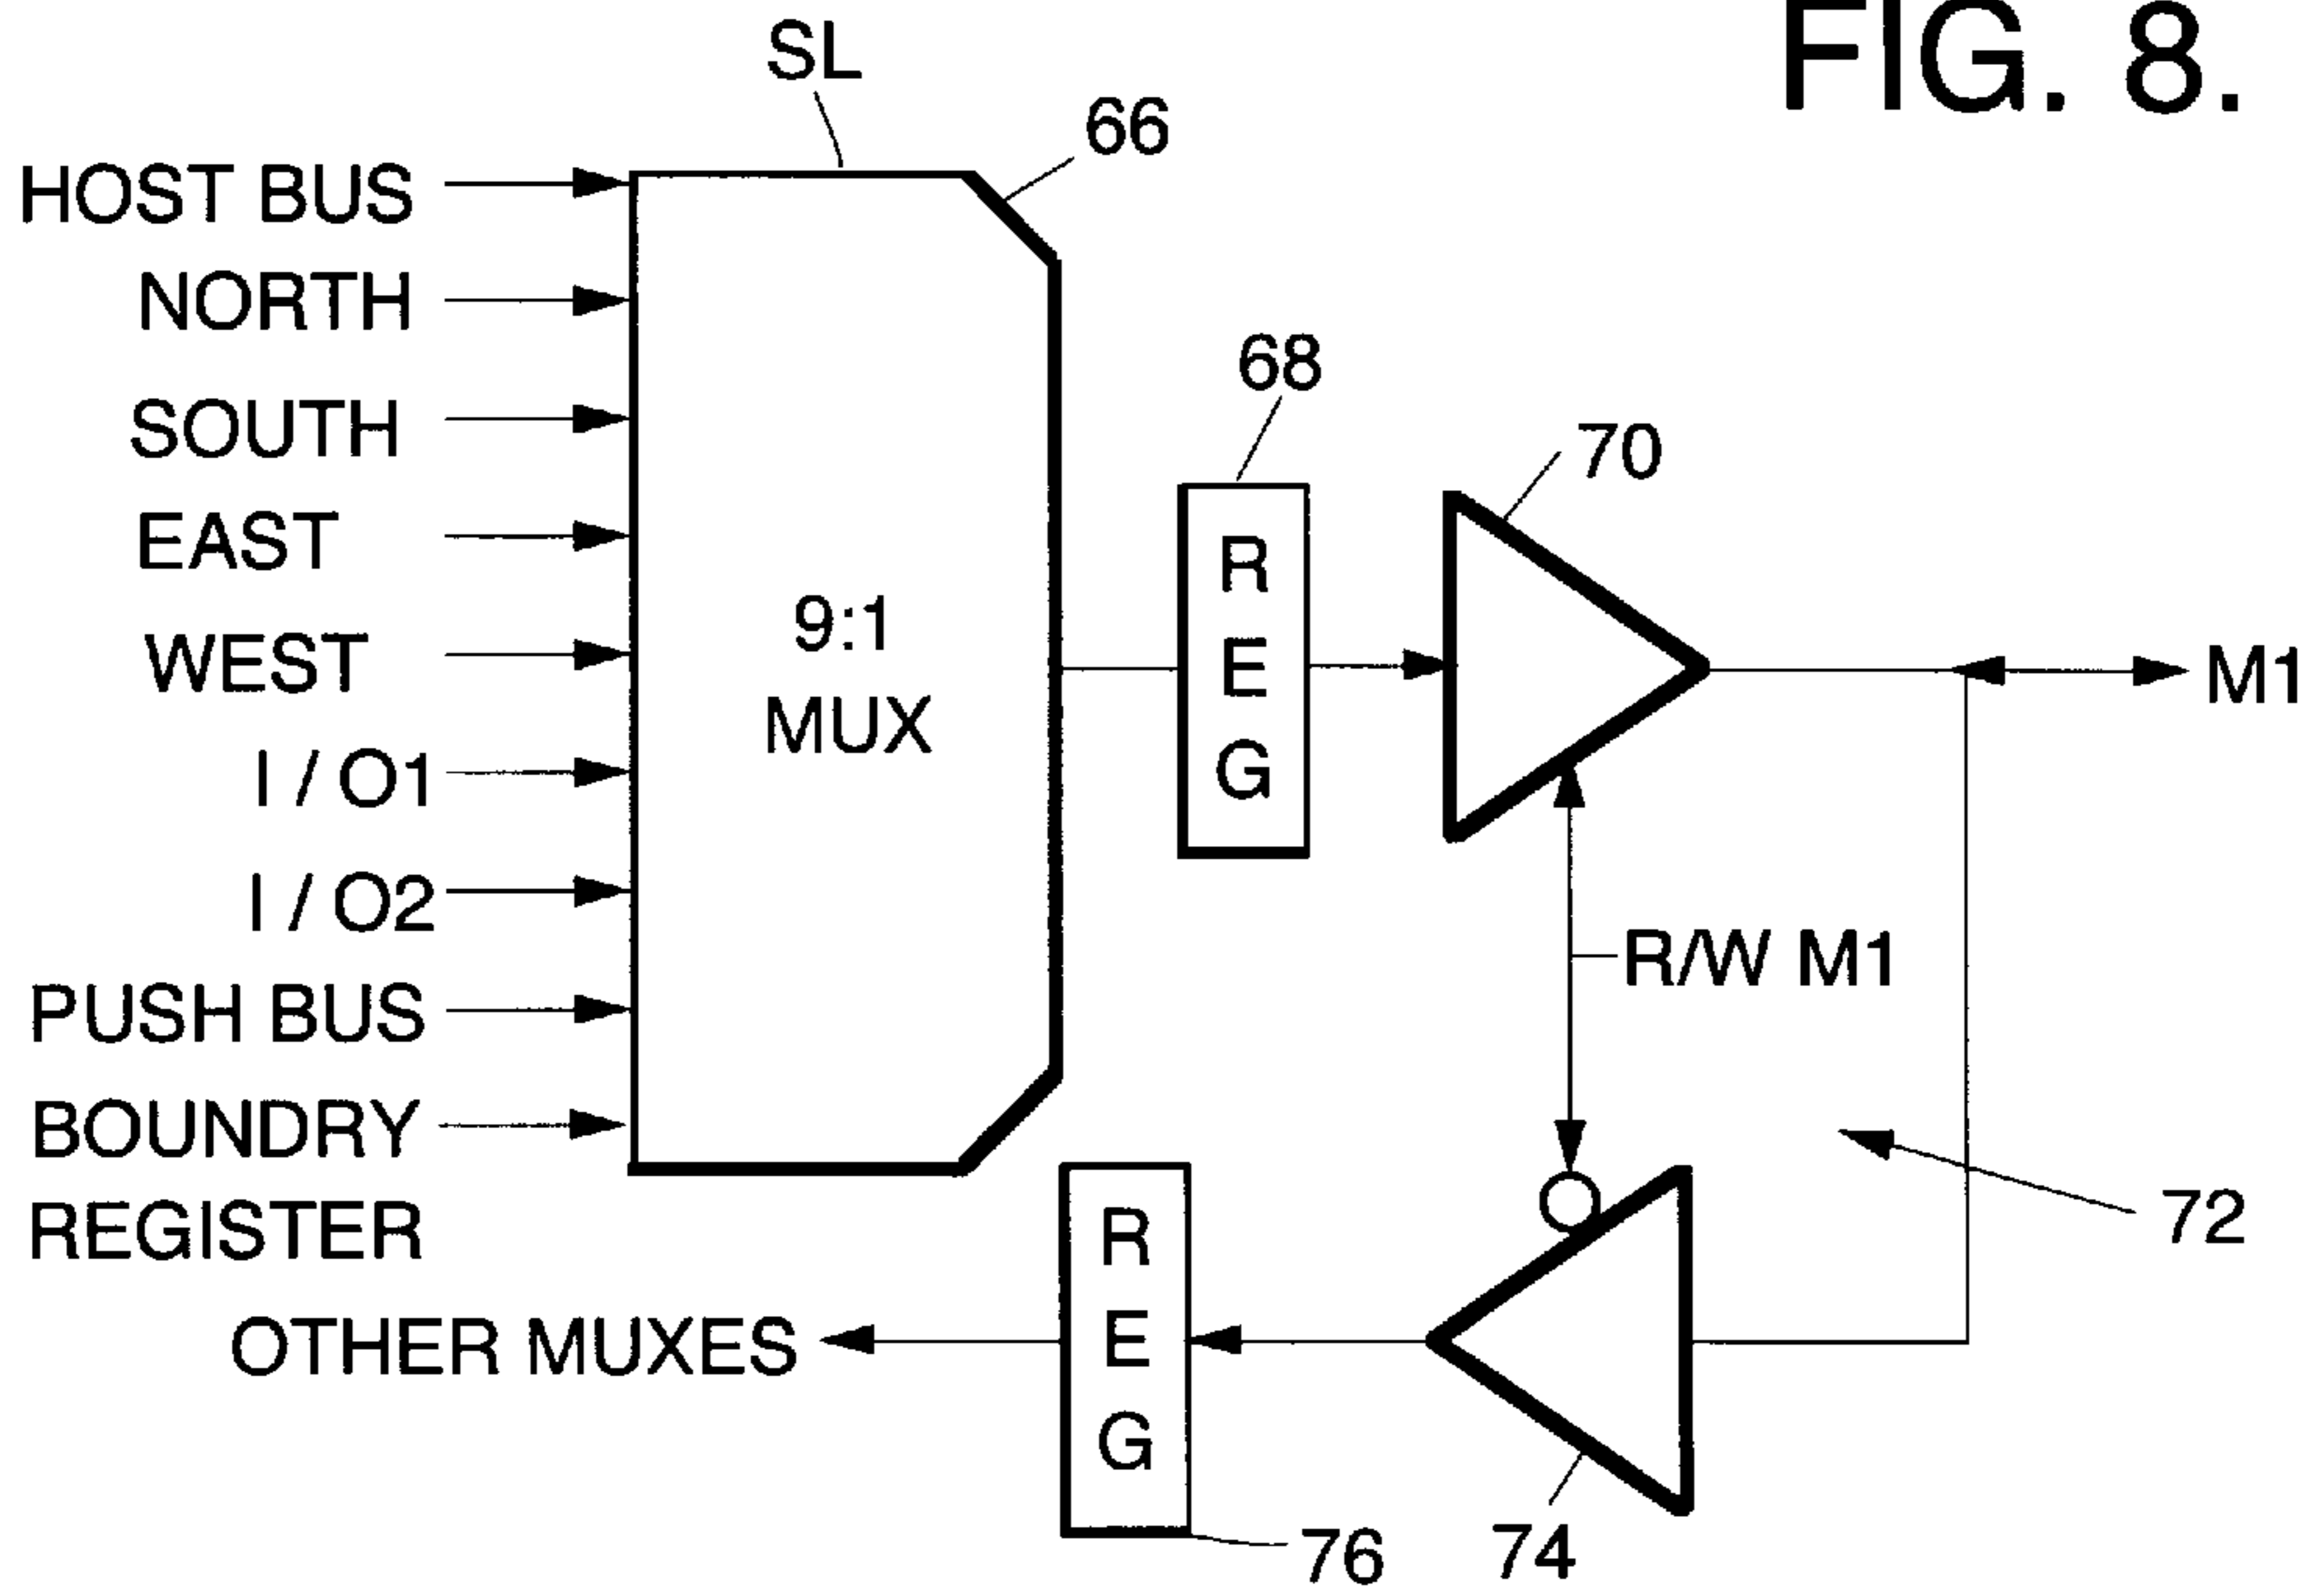 FIG. 8.
SL
66
HOST BUS
NORTH
SOUTH
EAST
WEST
I / O1
I / O2
PUSH BUS
BOUNDRY
REGISTER
9:1
MUX
68
R
E
G
70
M1
R/W M1
72
OTHER MUXES
R
E
G
76
74